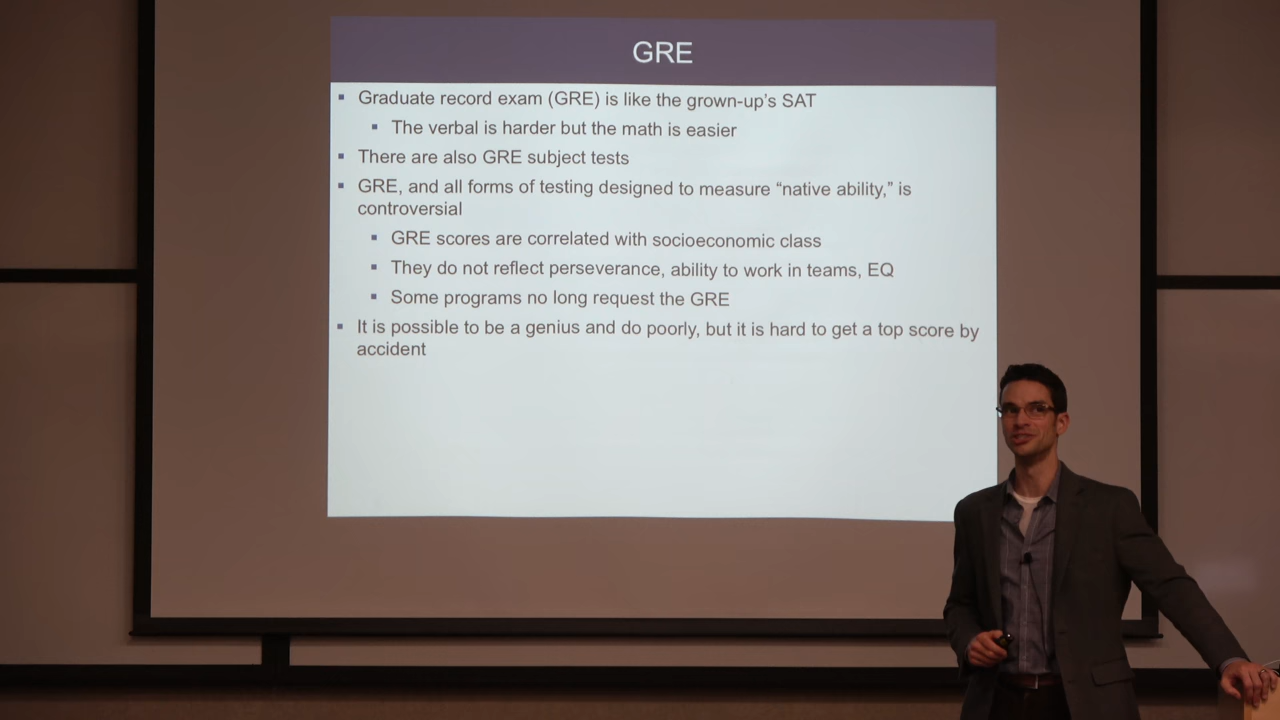 GRE
▪ Graduate record exam (GRE) is like the grown-up's SAT
▪ The verbal is harder but the math is easier
▪ There are also GRE subject tests
▪ GRE, and all forms of testing designed to measure “native ability,” is
controversial
▪ GRE scores are correlated with socioeconomic class
▪ They do not reflect perseverance, ability to work in teams, EQ
▪ Some programs no long request the GRE
▪ It is possible to be a genius and do poorly, but it is hard to get a top score by
accident